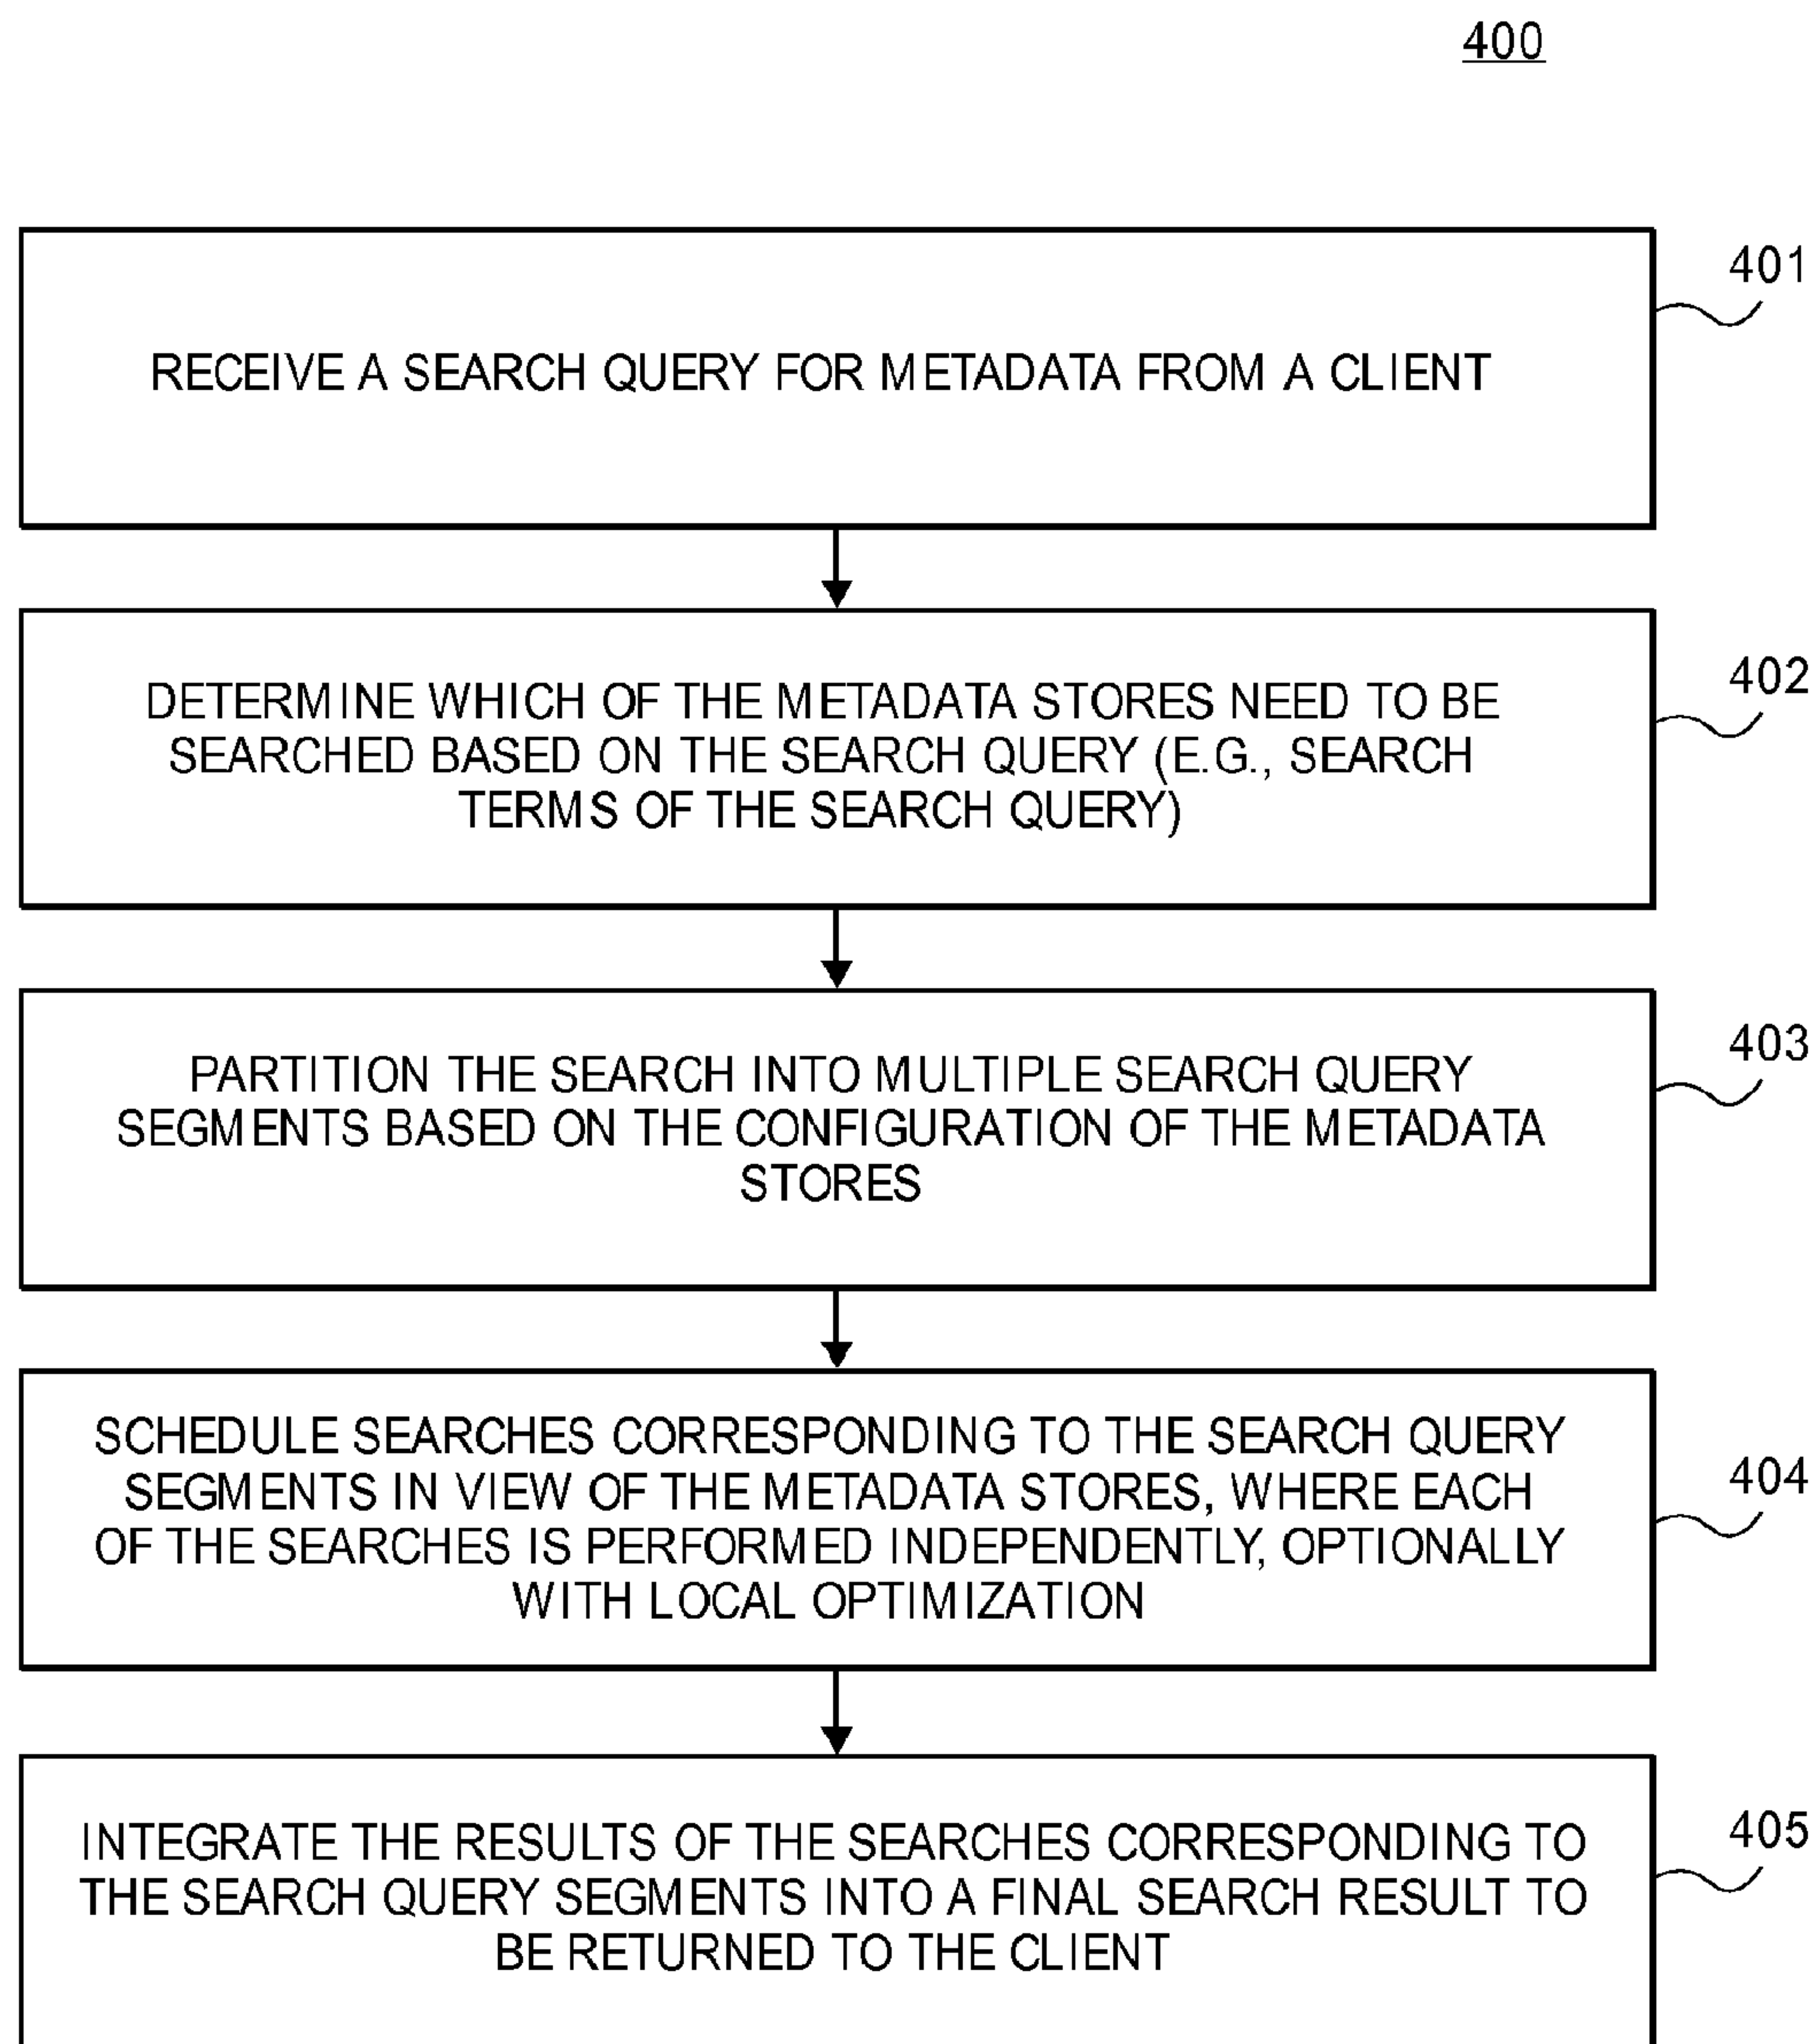 400
401
RECEIVE A SEARCH QUERY FOR METADATA FROM A CLIENT
402
DETERMINE WHICH OF THE METADATA STORES NEED TO BE
SEARCHED BASED ON THE SEARCH QUERY (E.G., SEARCH
TERMS OF THE SEARCH QUERY)
403
PARTITION THE SEARCH INTO MULTIPLE SEARCH QUERY
SEGMENTS BASED ON THE CONFIGURATION OF THE METADATA
STORES
SCHEDULE SEARCHES CORRESPONDING TO THE SEARCH QUERY
SEGMENTS IN VIEW OF THE METADATA STORES, WHERE EACH
404
OF THE SEARCHES IS PERFORMED INDEPENDENTLY, OPTIONALLY
WITH LOCAL OPTIMIZATION
405
INTEGRATE THE RESULTS OF THE SEARCHES CORRESPONDING TO
THE SEARCH QUERY SEGMENTS INTO A FINAL SEARCH RESULT TO
BE RETURNED TO THE CLIENT